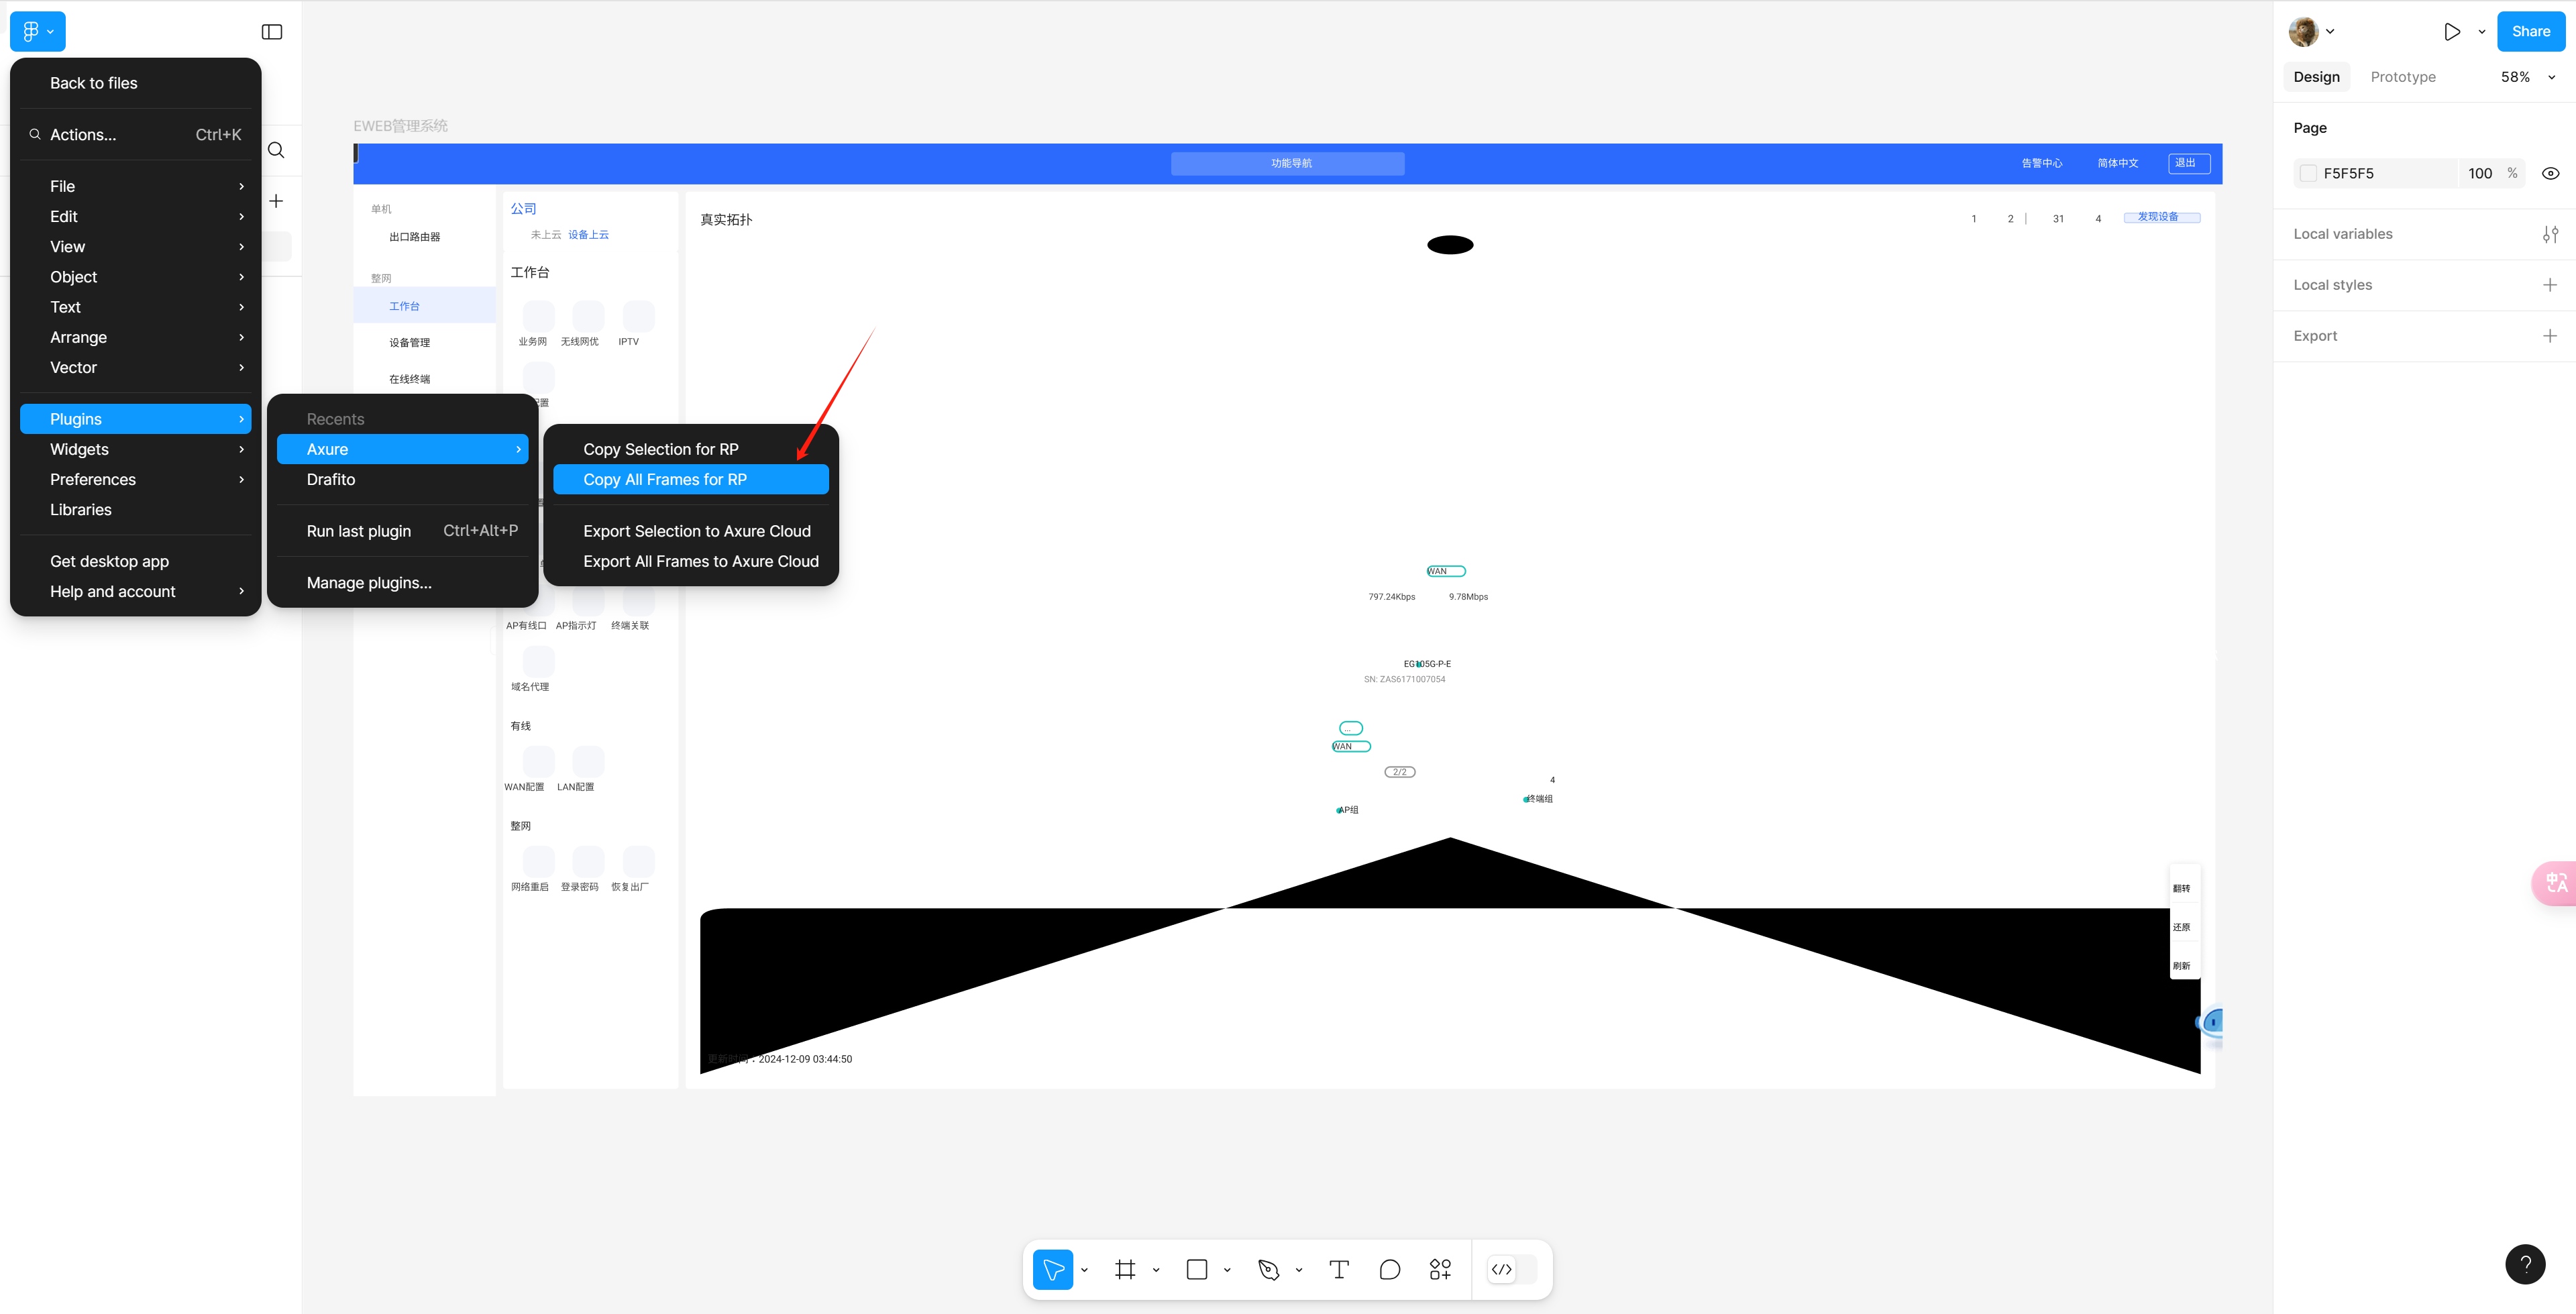 Back to files
Actions... Ctrl+K
File
Edit
View
Object
Text
Arrange
Vector
Plugins
Widgets
Preferences
Libraries
Get desktop app
Help and account
Recents
Axure
Drafito
Run last plugin Ctrl+Alt+P
Manage plugins...
Copy Selection for RP
Copy All Frames for RP
Export Selection to Axure Cloud
Export All Frames to Axure Cloud
EWEB管理系统
功能导航
告警中心 简体中文 退出
单机
出口路由器
整网
工作台
设备管理
在线终端
公司
未上云 设备上云
工作台
业务网 无线网优 IPTV
置
AP有线口 AP指示灯 终端关联
域名代理
有线
WAN配置 LAN配置
整网
网络重启 登录密码 恢复出厂
真实拓扑
1 2 | 31 4 发现设备
WAN
797.24Kbps 9.78Mbps
EG105G-P-E
SN: ZAS6171007054
...
WAN
2/2
4
终端组
AP组
翻转
还原
刷新
更新时间：2024-12-09 03:44:50
Share
Design Prototype 58%
Page
F5F5F5 100 %
Local variables
Local styles
Export
中A
?